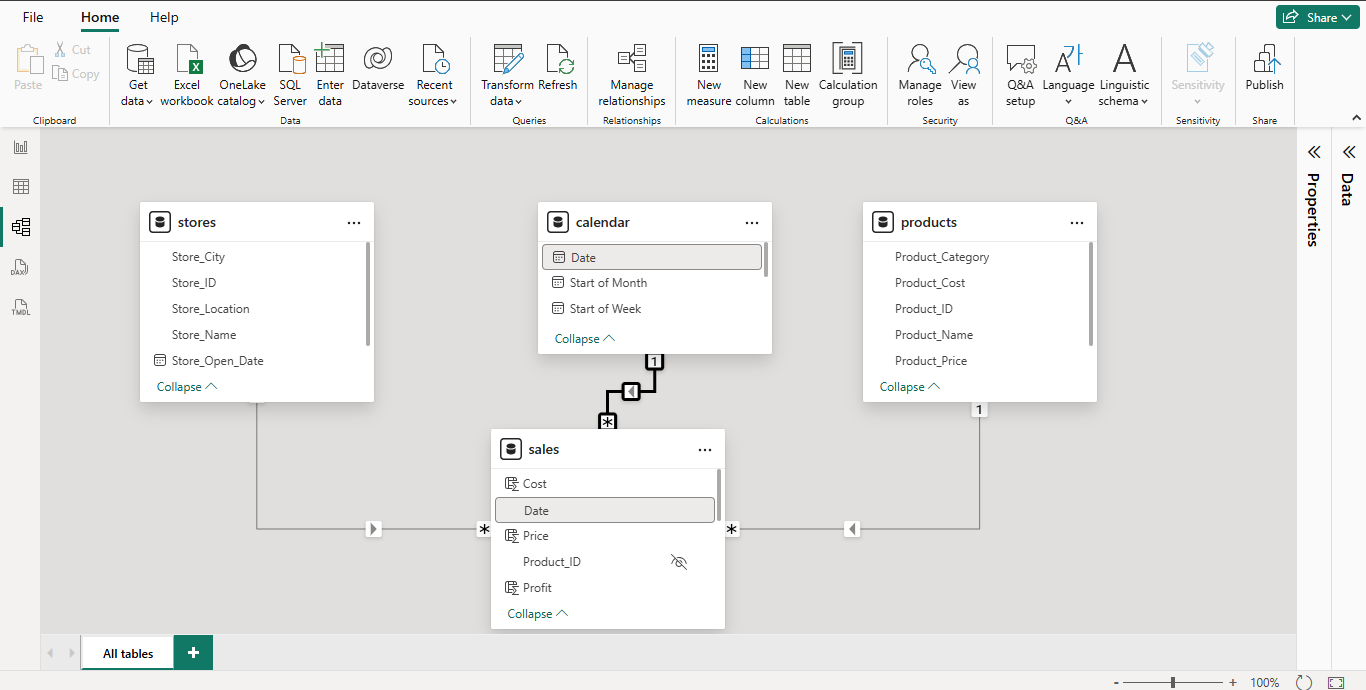 File Home Help Share
Paste
Cut
Copy
Clipboard
Get data
Excel workbook
OneLake catalog
SQL Server
Enter data
Dataverse
Recent sources
Data
Transform data
Refresh
Queries
Manage relationships
Relationships
New measure
New column
New table
Calculation group
Calculations
Manage roles
View as
Security
Q&A setup
Language
Linguistic schema
Q&A
Sensitivity
Sensitivity
Publish
Share
DAX
TMDL
stores
Store_City
Store_ID
Store_Location
Store_Name
Store_Open_Date
Collapse
calendar
Date
Start of Month
Start of Week
Collapse
products
Product_Category
Product_Cost
Product_ID
Product_Name
Product_Price
Collapse
1
*
1
*
*
sales
Cost
Date
Price
Product_ID
Profit
Collapse
Properties
Data
All tables +
- + 100%